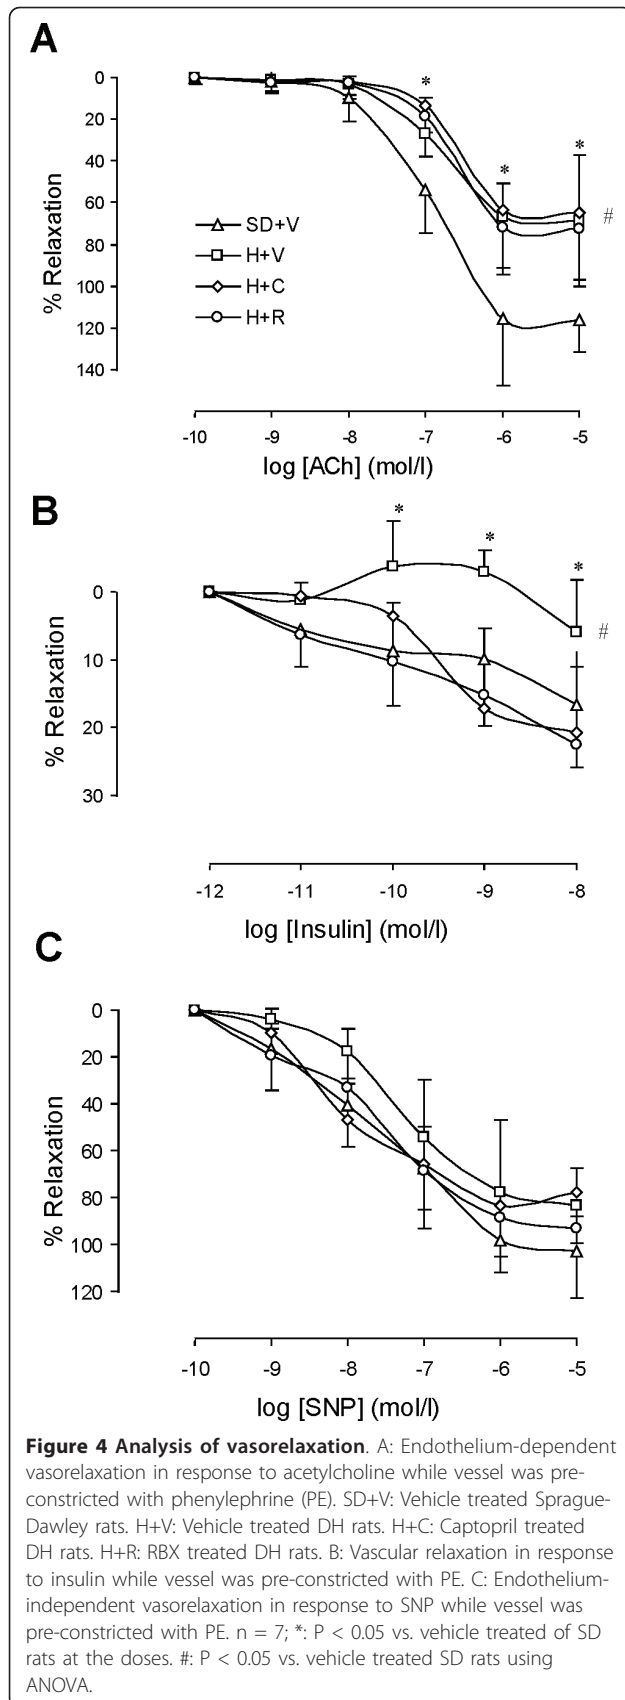 A
0
20
40
60
80
100
120
140
% Relaxation
* * *
#
SD+V
H+V
H+C
H+R
-10 -9 -8 -7 -6 -5
log [ACh] (mol/l)
B
0
10
20
30
% Relaxation
* * *
#
-12 -11 -10 -9 -8
log [Insulin] (mol/l)
C
0
20
40
60
80
100
120
% Relaxation
-10 -9 -8 -7 -6 -5
log [SNP] (mol/l)
Figure 4 Analysis of vasorelaxation. A: Endothelium-dependent
vasorelaxation in response to acetylcholine while vessel was pre-
constricted with phenylephrine (PE). SD+V: Vehicle treated Sprague-
Dawley rats. H+V: Vehicle treated DH rats. H+C: Captopril treated
DH rats. H+R: RBX treated DH rats. B: Vascular relaxation in response
to insulin while vessel was pre-constricted with PE. C: Endothelium-
independent vasorelaxation in response to SNP while vessel was
pre-constricted with PE. n = 7; *: P < 0.05 vs. vehicle treated of SD
rats at the doses. #: P < 0.05 vs. vehicle treated SD rats using
ANOVA.